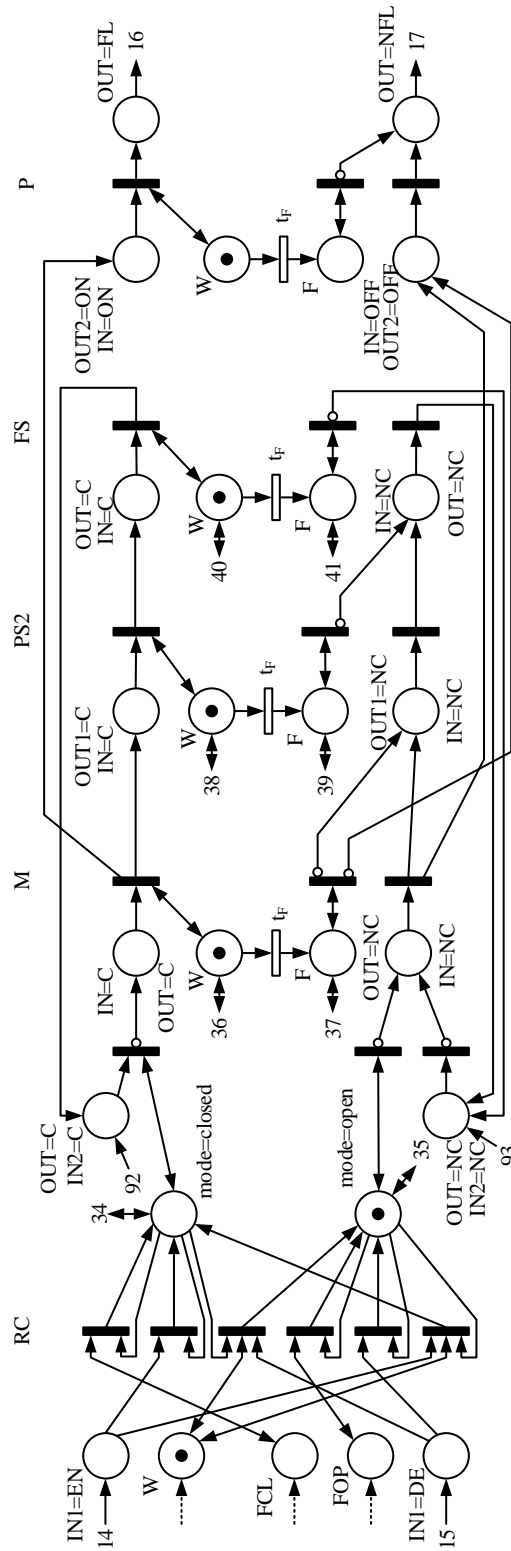 RC
M
PS2
FS
P
IN1=EN
14
W
FCL
FOP
IN1=DE
15
34
mode=closed
mode=open
35
OUT=C
IN2=C
92
OUT=NC
IN2=NC
93
IN=C
OUT=C
W
36
t_F
F
37
OUT=NC
IN=NC
OUT1=C
IN=C
W
38
t_F
F
39
OUT1=NC
IN=NC
OUT=C
IN=C
W
40
t_F
F
41
IN=NC
OUT=NC
OUT2=ON
IN=ON
W
t_F
F
IN=OFF
OUT2=OFF
OUT=FL
16
OUT=NFL
17